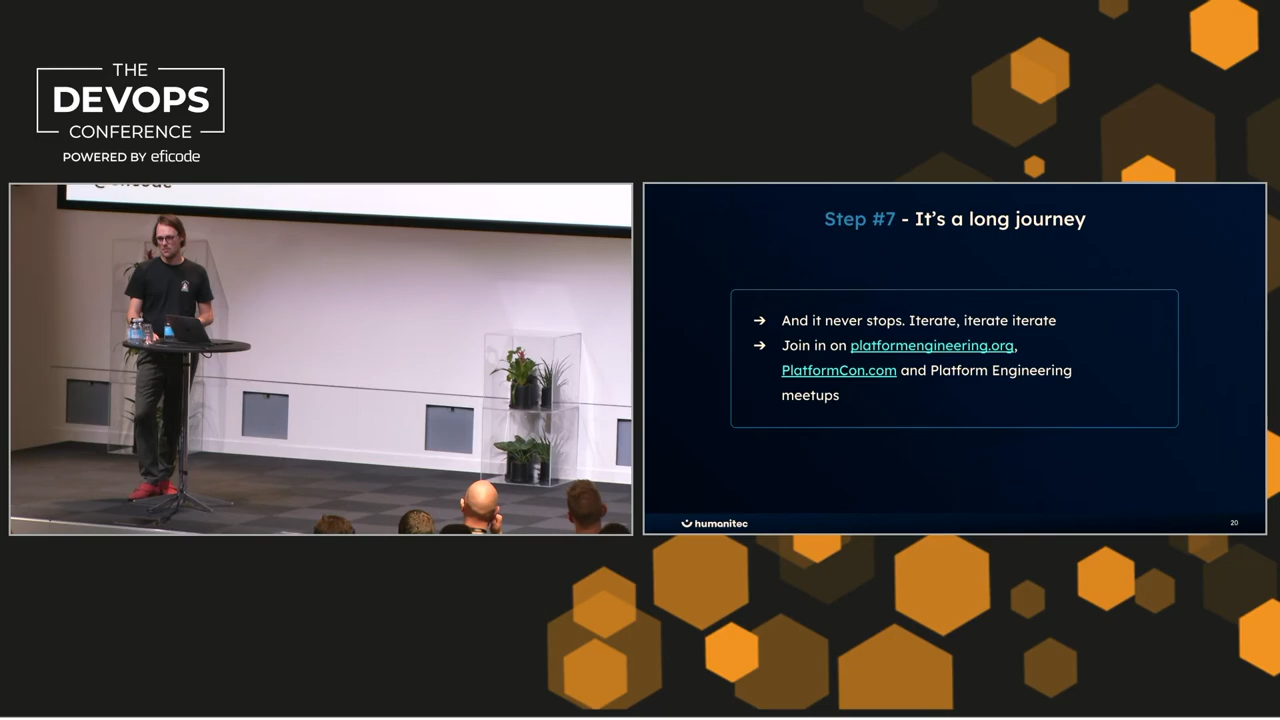 THE
DEVOPS
CONFERENCE
POWERED BY eficode
Step #7 - It's a long journey
➔ And it never stops. Iterate, iterate iterate
➔ Join in on platformengineering.org,
PlatformCon.com and Platform Engineering
meetups
humanitec
20